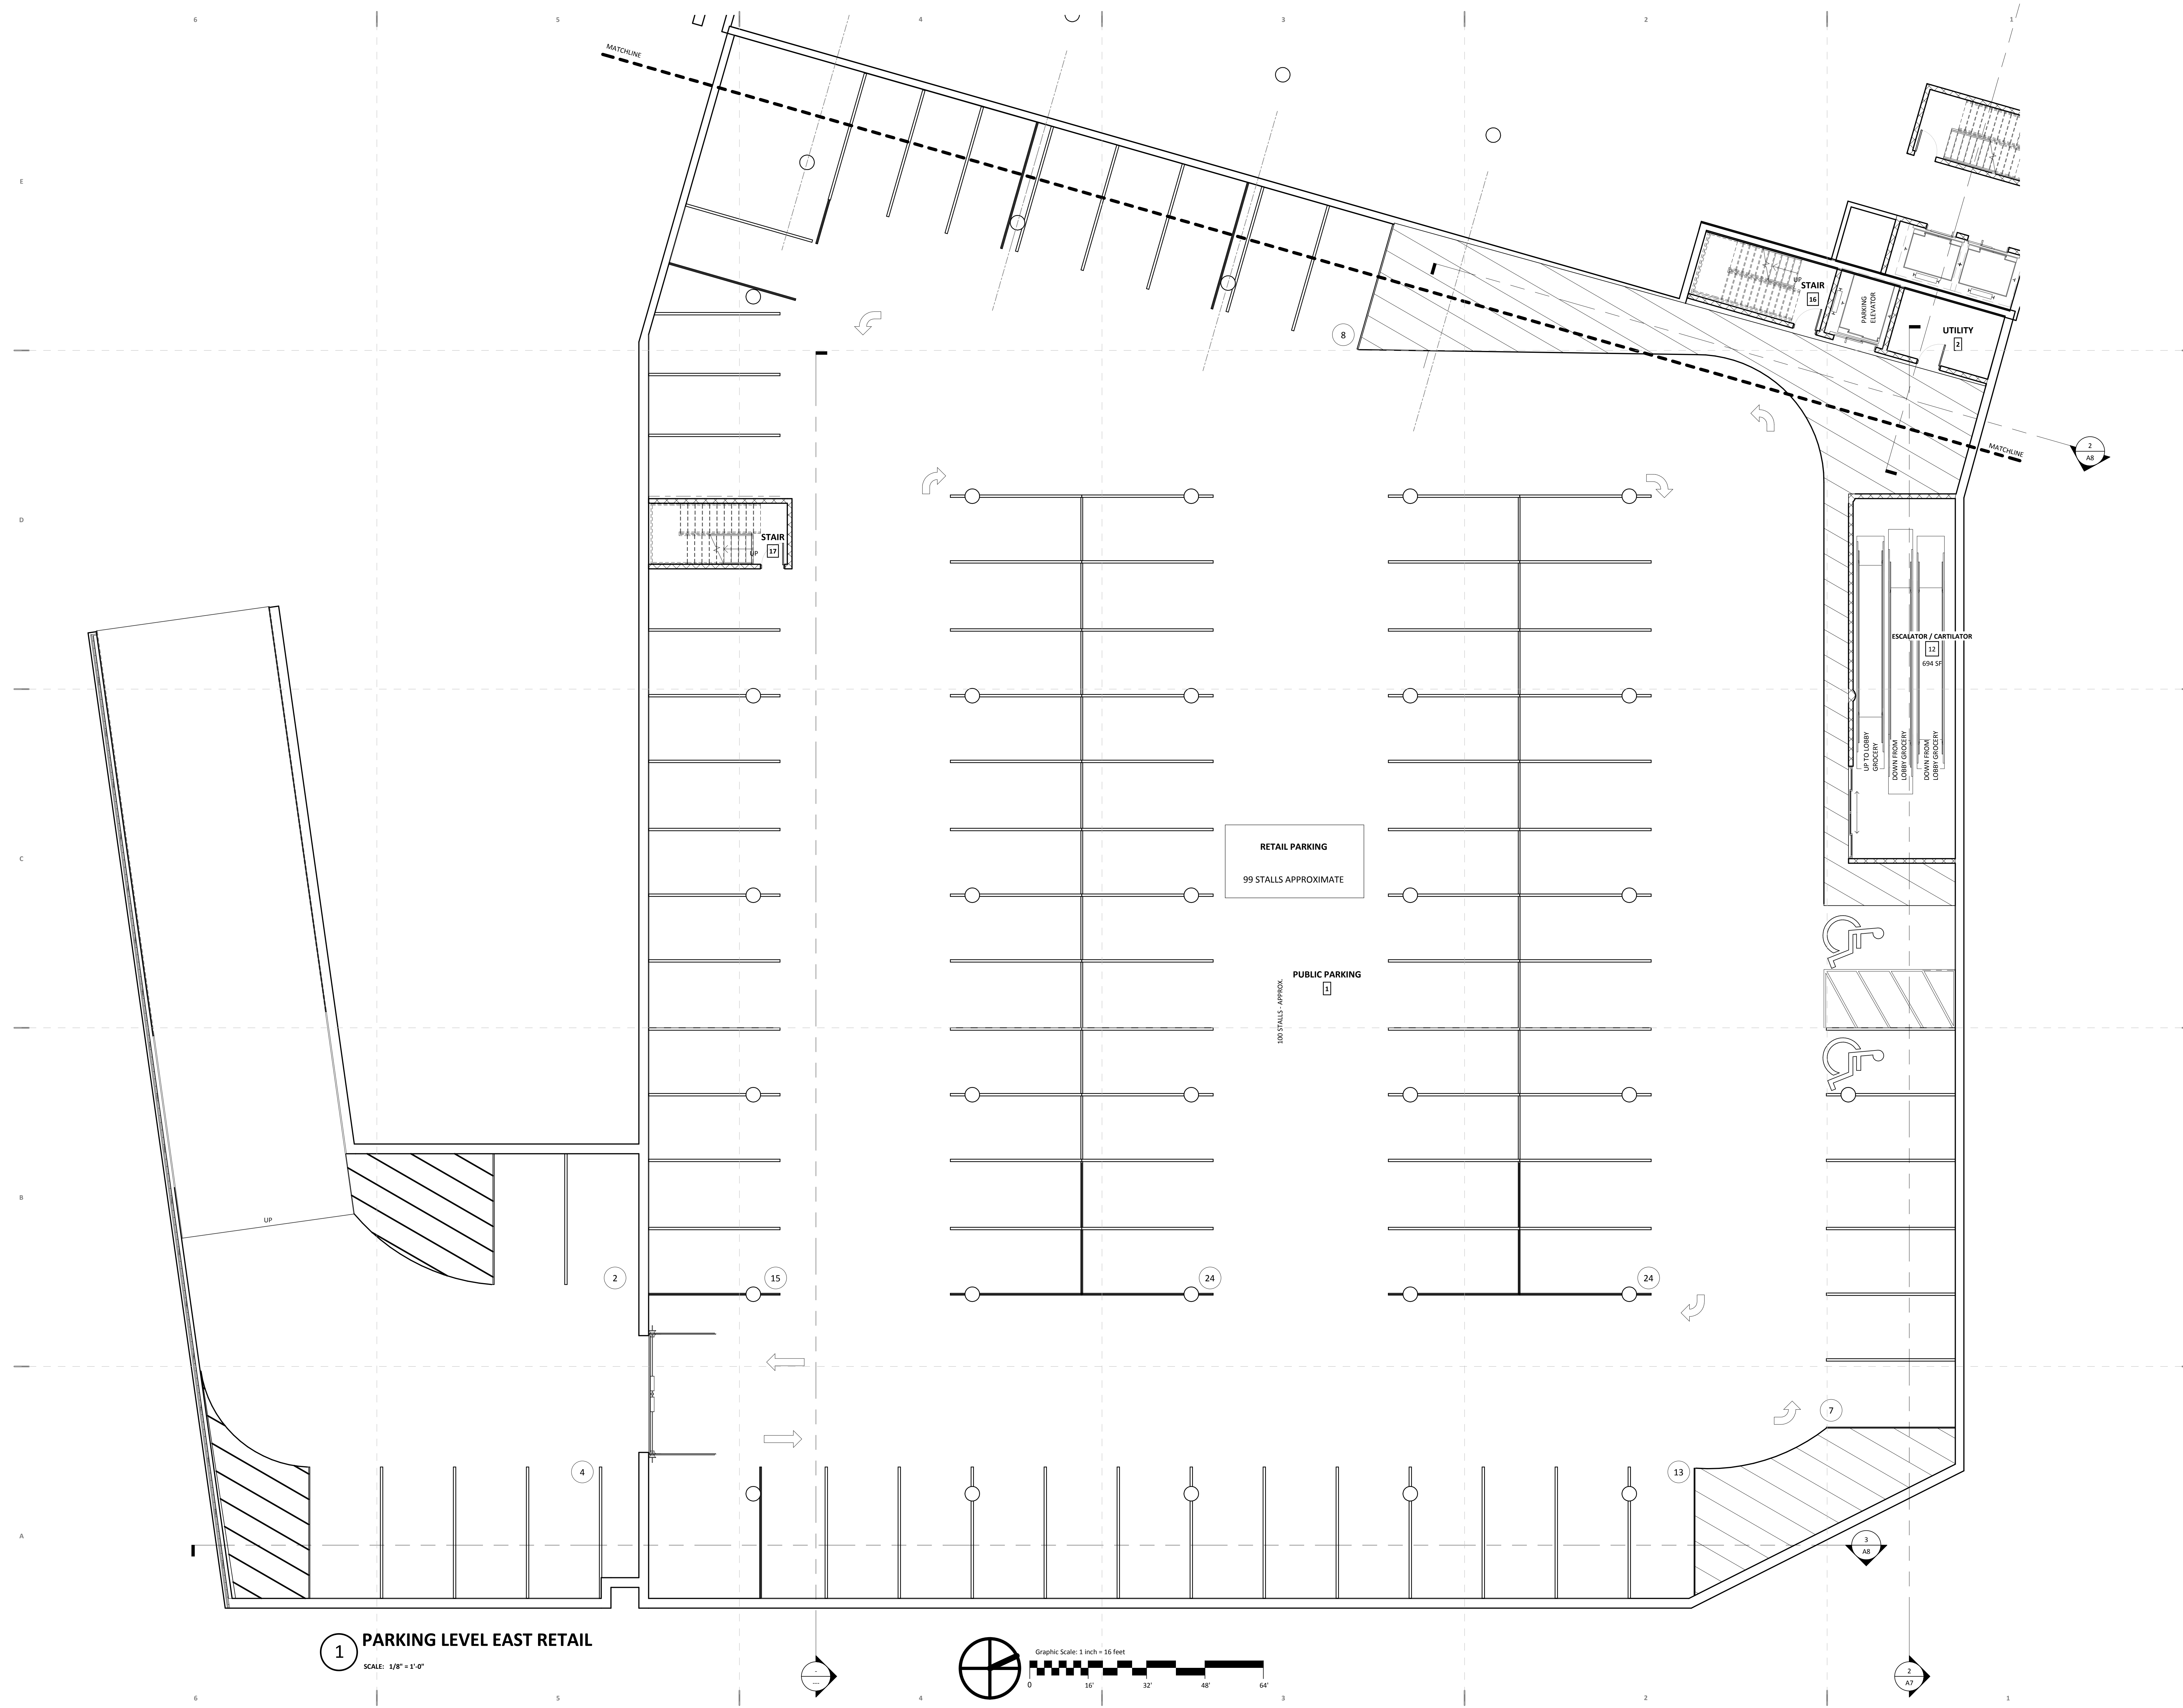 6 5 4 3 2 1
MATCHLINE
E
UP
STAIR
16
PARKING
ELEVATOR
UTILITY
2
8
MATCHLINE
2
A8
D
STAIR
17
UP
ESCALATOR / CARTILATOR
12
694 SF
UP TO LOBBY
GROCERY
DOWN FROM
LOBBY GROCERY
DOWN FROM
LOBBY GROCERY
C
RETAIL PARKING
99 STALLS APPROXIMATE
PUBLIC PARKING
1
100 STALLS - APPROX.
B
UP
2
15
24
24
7
4
13
A
3
A8
1
PARKING LEVEL EAST RETAIL
SCALE: 1/8" = 1'-0"
-
---
Graphic Scale: 1 inch = 16 feet
0 16' 32' 48' 64'
2
A7
6 5 4 3 2 1